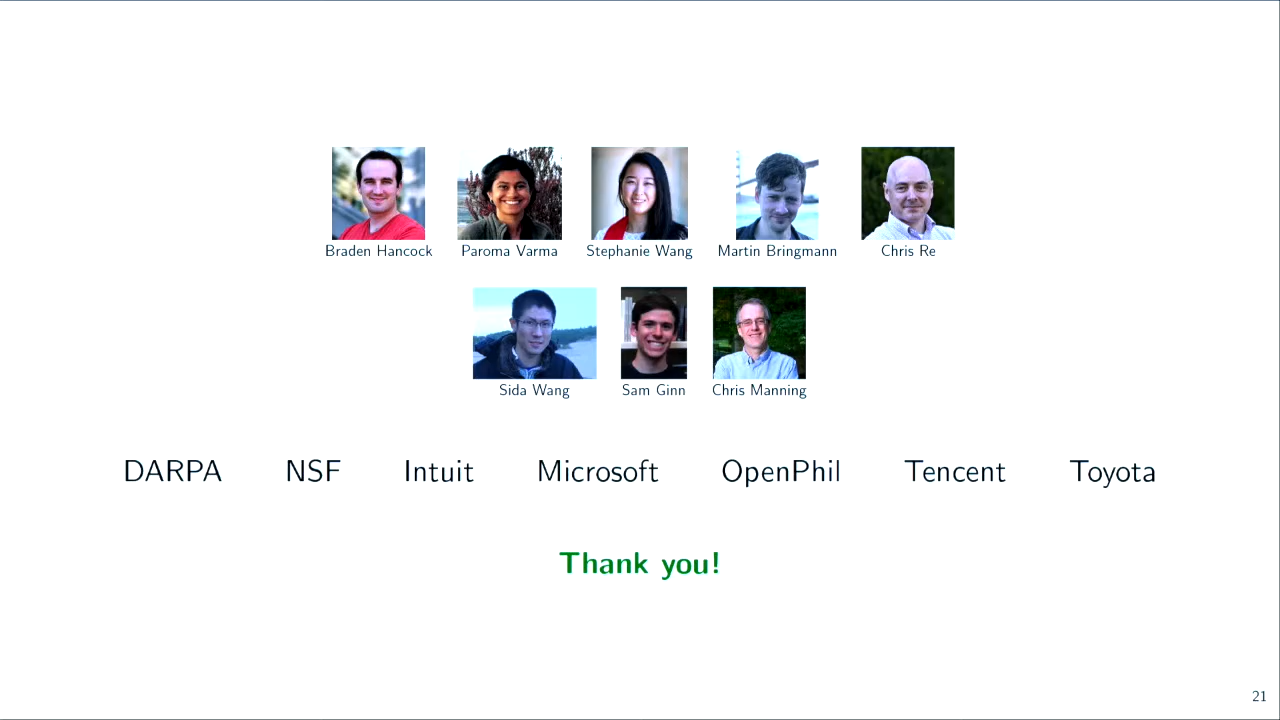 Braden Hancock Paroma Varma Stephanie Wang Martin Bringmann Chris Re
Sida Wang Sam Ginn Chris Manning
DARPA NSF Intuit Microsoft OpenPhil Tencent Toyota
Thank you!
21